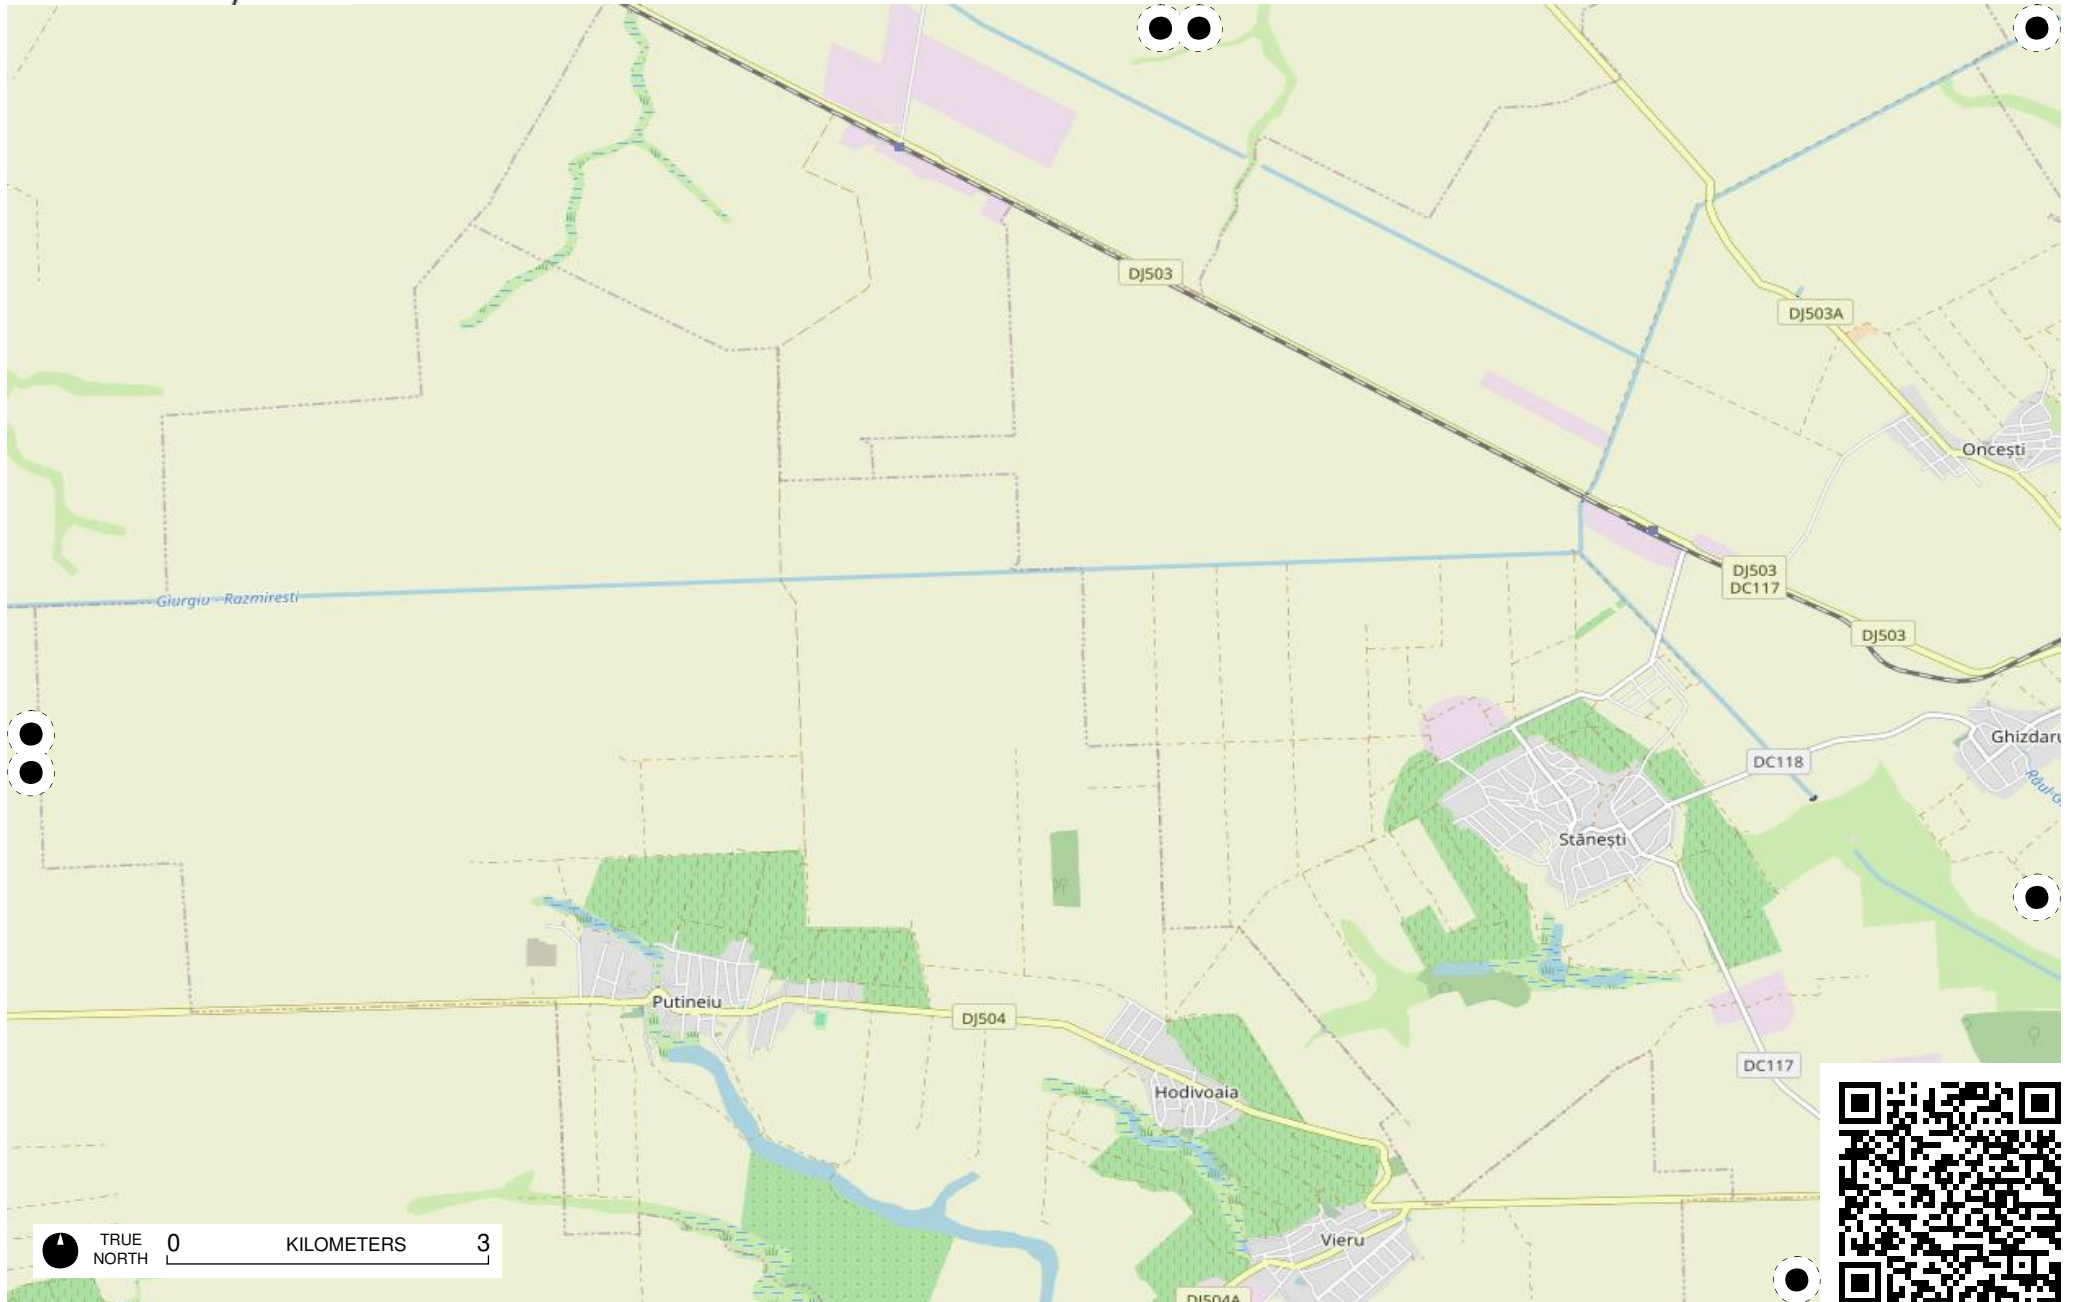 DJ503
DJ503A
Oncești
DJ503
DC117
Giurgiu - Razmiresti
DJ503
DC118
Stănești
Putineiu
DJ504
Hodivoaia
DC117
Vieru
DJ504A
TRUE
NORTH
0 KILOMETERS 3